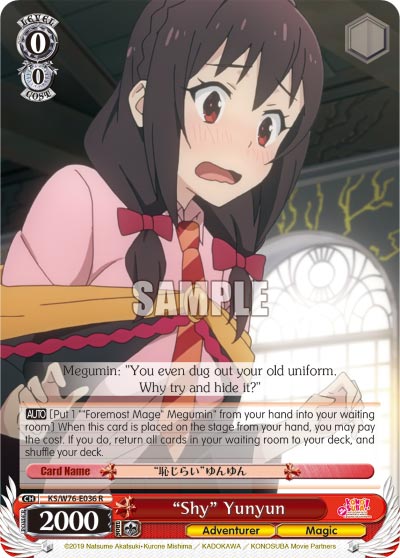 LEVEL
0
0
COST
SAMPLE
Megumin: "You even dug out your old uniform.
Why try and hide it?"
AUTO [Put 1 "“Foremost Mage” Megumin" from your hand into your waiting
room] When this card is placed on the stage from your hand, you may pay
the cost. If you do, return all cards in your waiting room to your deck, and
shuffle your deck.
Card Name
“恥じらい”ゆんゆん
CH
KS/W76-E036 R
2000
“Shy” Yunyun
Adventurer
Magic
©2019 Natsume Akatsuki・Kurone Mishima / KADOKAWA / KONOSUBA Movie Partners